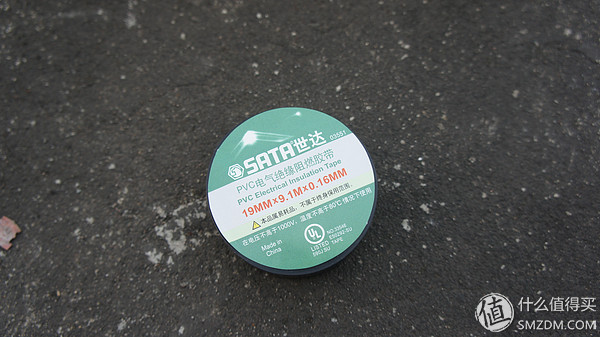 SATA世达 03551
PVC电气绝缘阻燃胶带
PVC Electrical Insulation Tape
19MM×9.1M×0.16MM
本品属易耗品，不属于终身保用范围。
在电压不高于1000V，温度不高于80℃情况下使用
Made in
China
UL
LISTED
TAPE
值 什么值得买
SMZDM.COM